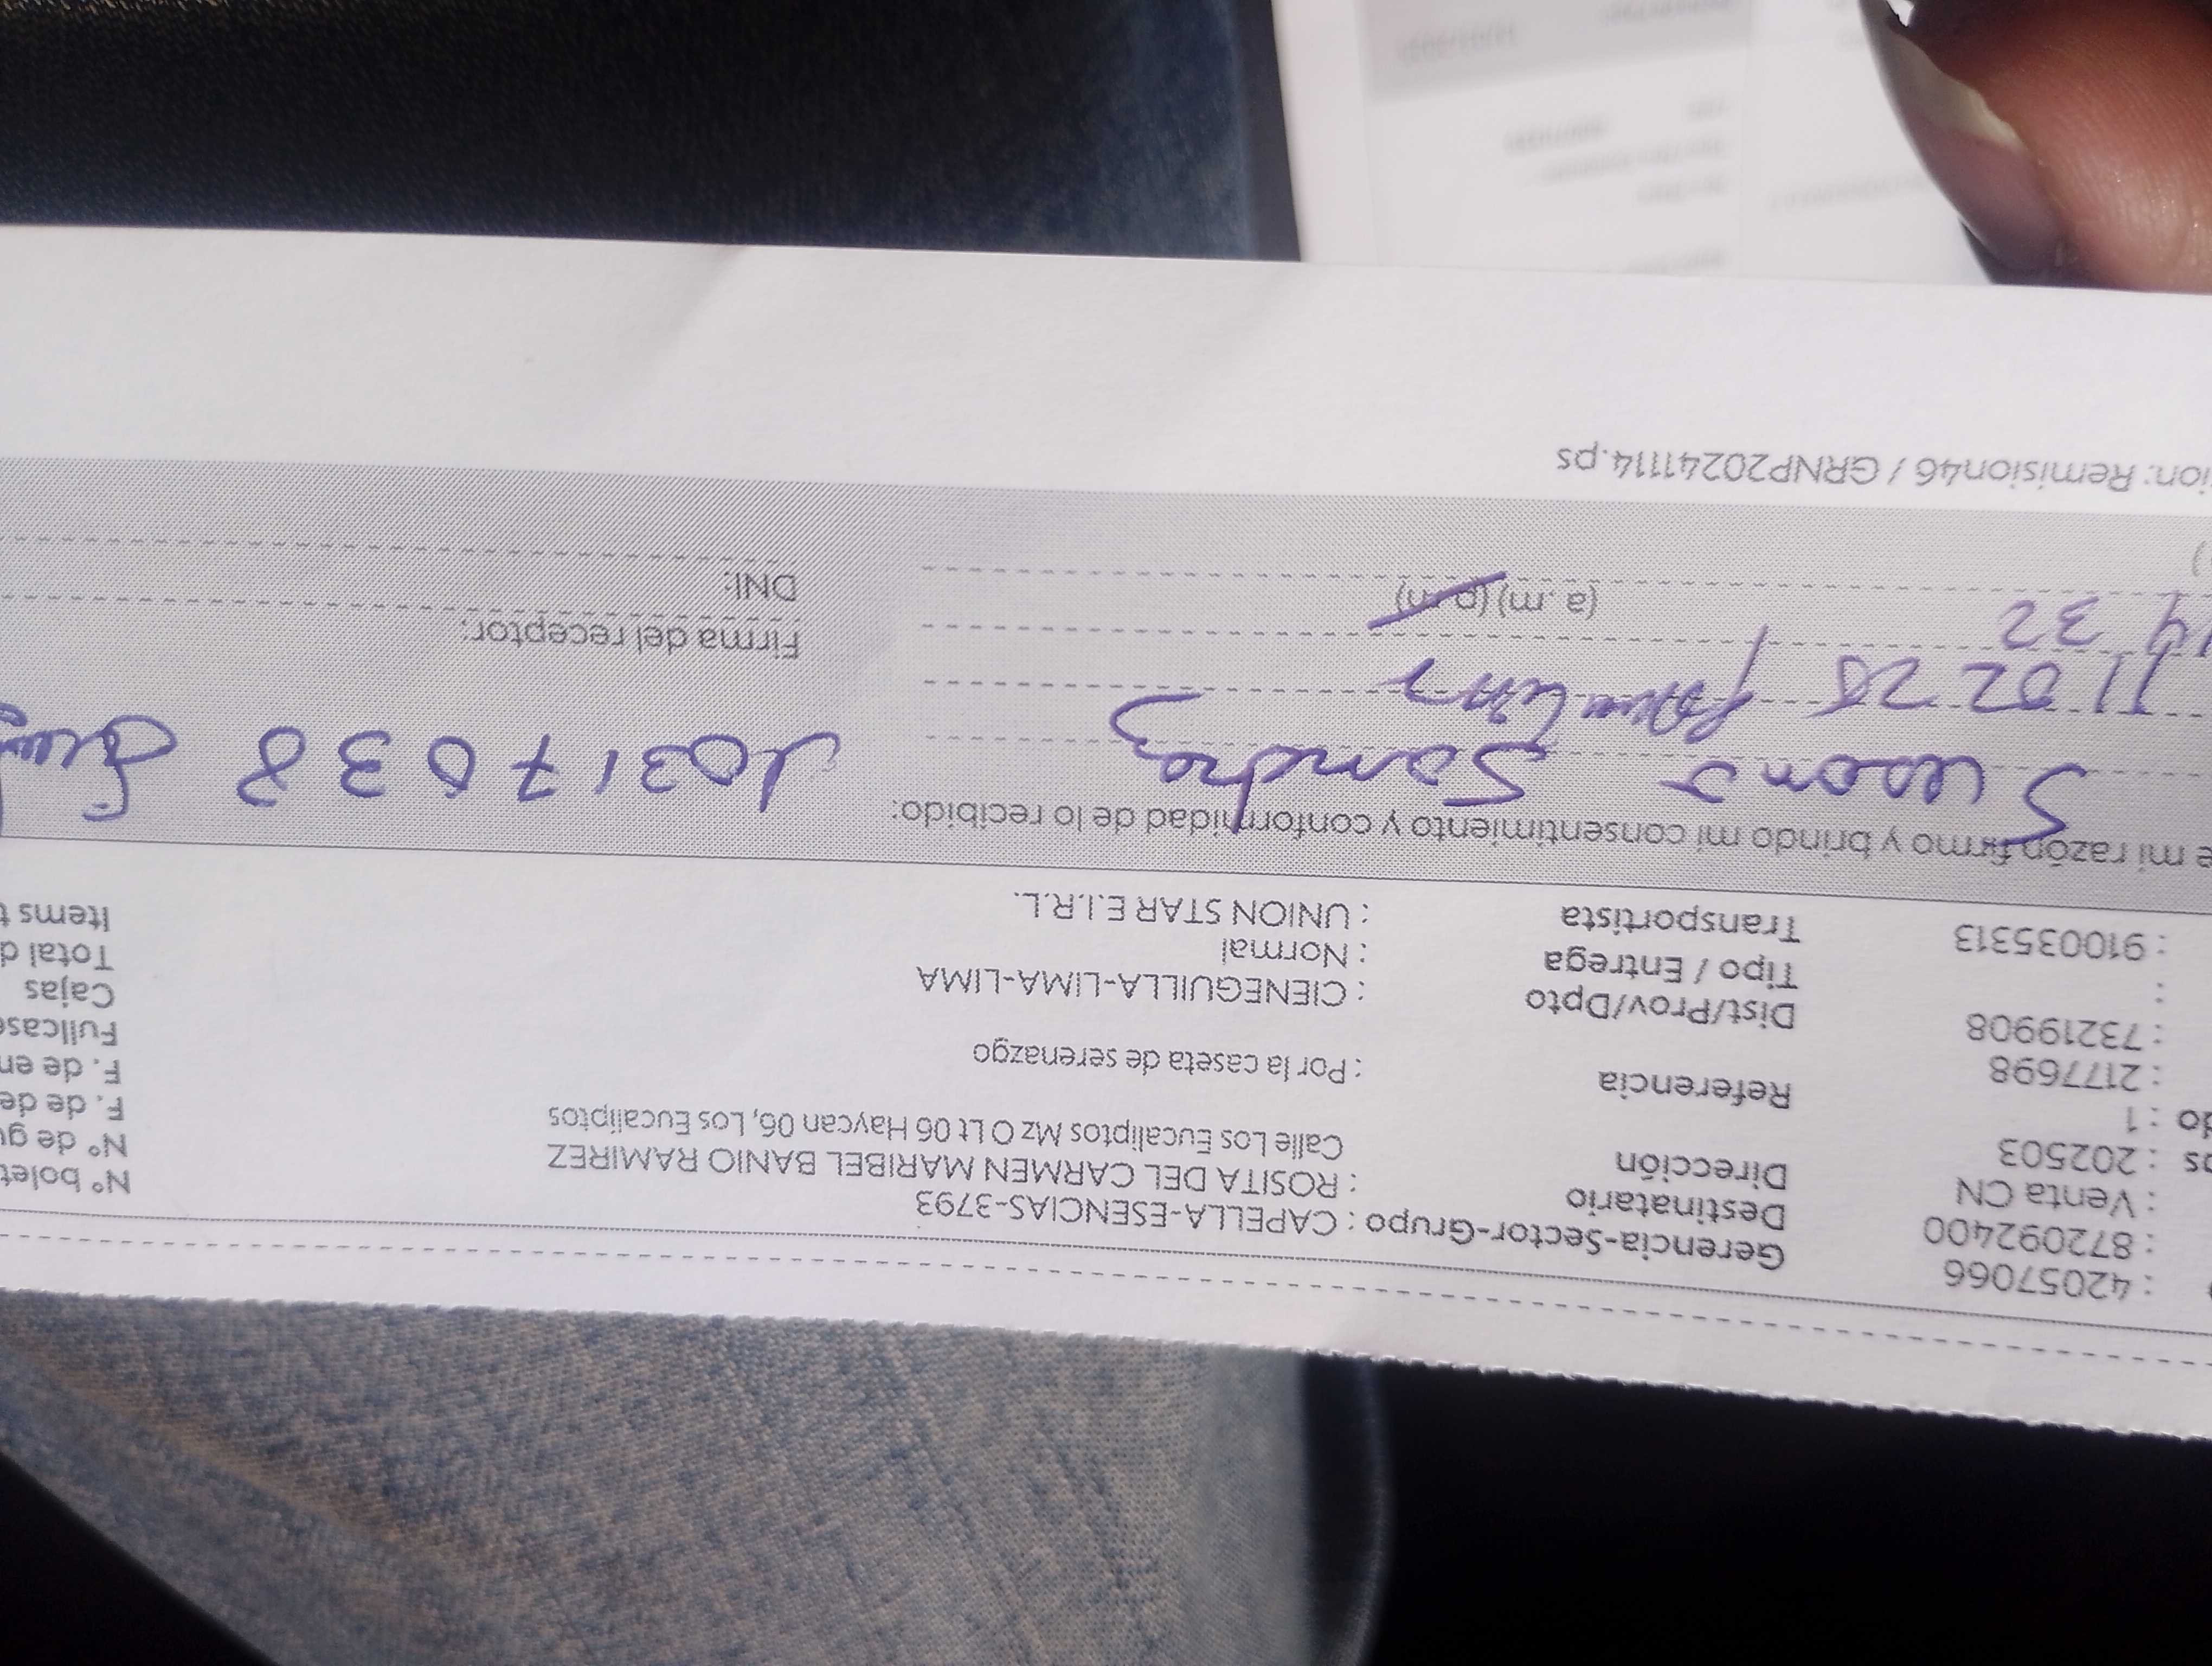 : 42057066 Gerencia-Sector-Grupo : CAPELLA-ESENCIAS-3793
: 872092400 Destinatario : ROSITA DEL CARMEN MARIBEL BANIO RAMIREZ N° bolet
: Venta CN Dirección Calle Los Eucaliptos Mz O Lt 06 Haycan 06, Los Eucaliptos N° de gu
os : 202503 F. de de
do : 1 Referencia : Por la caseta de serenazgo F. de en
: 2177698 Fullcase
: 73219908 Dist/Prov/Dpto : CIENEGUILLA-LIMA-LIMA Cajas
: Tipo / Entrega : Normal Total d
: 910035313 Transportista : UNION STAR E.I.R.L. Items t
e mi razón firmo y brindo mi consentimiento y conformidad de lo recibido:
Susana Sandra 10317038
11 02 25 Firma del receptor:
14 32 (a .m) (p.m) DNI:
ion: Remision46 / GRNP20241114.ps